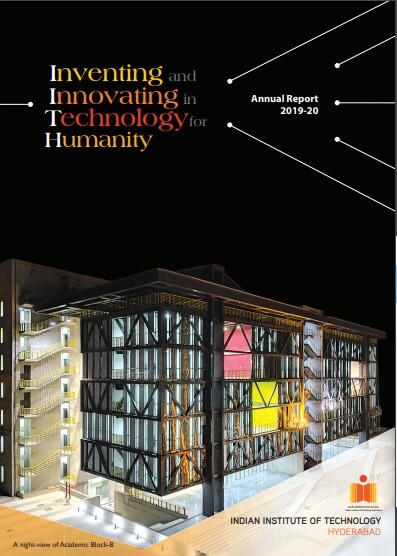 Inventing and
Innovating in
Technology for
Humanity
Annual Report
2019-20
INDIAN INSTITUTE OF TECHNOLOGY
HYDERABAD
A night-view of Academic Block-B